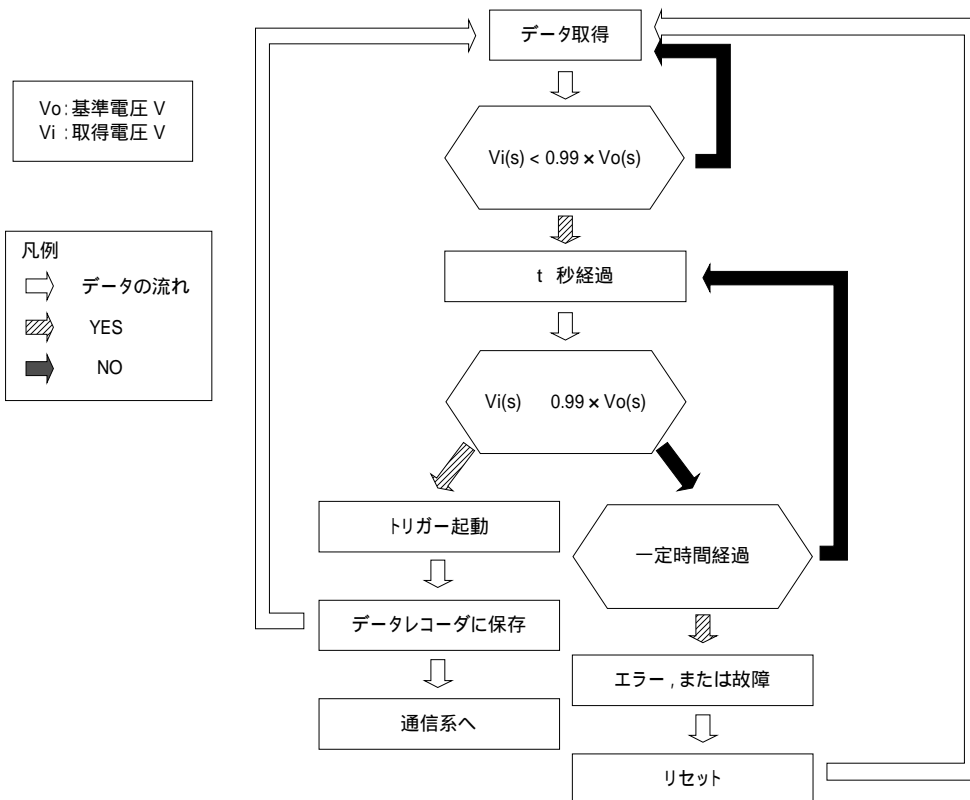 データ取得
Vo:基準電圧 V
Vi :取得電圧 V
Vi(s) < 0.99 × Vo(s)
凡例
データの流れ
YES
NO
t 秒経過
Vi(s) 0.99 × Vo(s)
トリガー起動
一定時間経過
データレコーダに保存
エラー , または故障
通信系へ
リセット